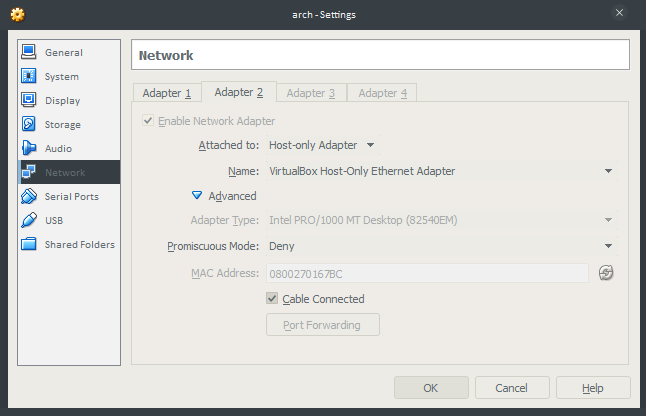 arch - Settings
General
System
Display
Storage
Audio
Network
Serial Ports
USB
Shared Folders
Network
Adapter 1 Adapter 2 Adapter 3 Adapter 4
Enable Network Adapter
Attached to: Host-only Adapter
Name: VirtualBox Host-Only Ethernet Adapter
Advanced
Adapter Type: Intel PRO/1000 MT Desktop (82540EM)
Promiscuous Mode: Deny
MAC Address: 0800270167BC
Cable Connected
Port Forwarding
OK Cancel Help